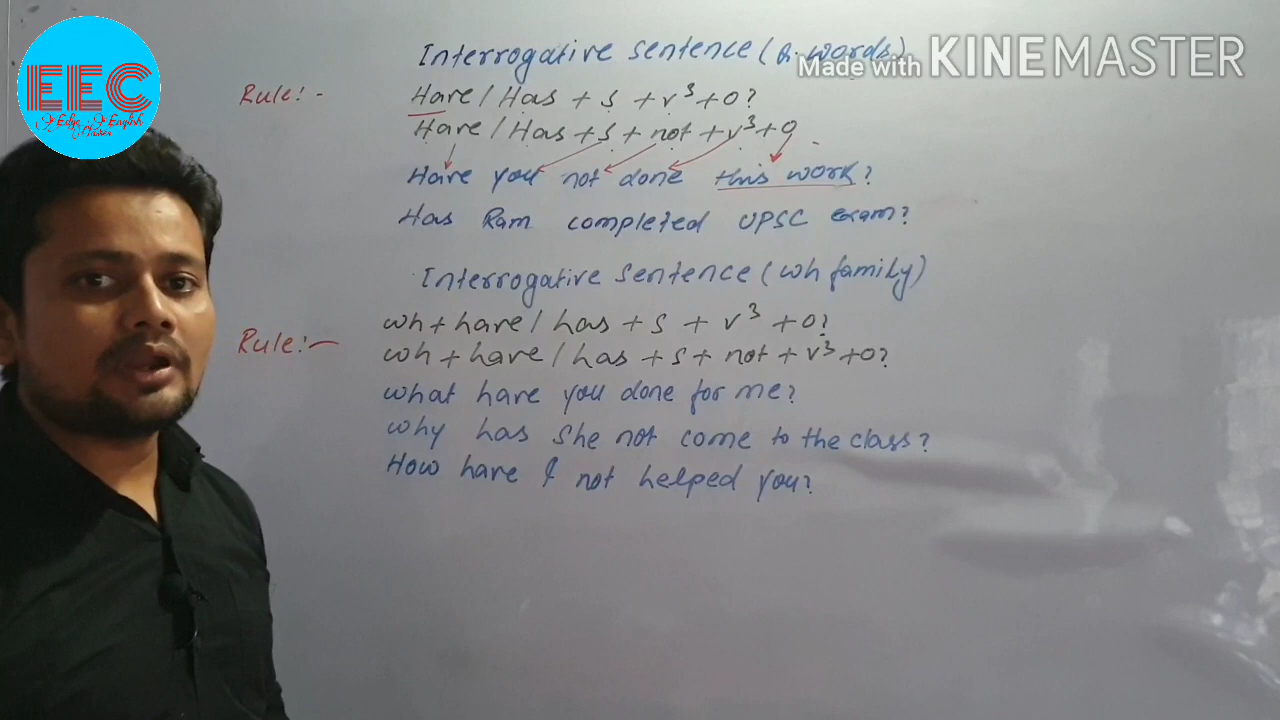 EEC
Interrogative sentence (
Made with KINEMASTER
Rule:-
Have / Has + s + v³ + o?
Have / Has + s + not + v³ + o
Have you not done this work?
Has Ram completed UPSC exam?
Interrogative sentence (wh family)
Rule:-
wh + have / has + s + v³ + o?
wh + have / has + s + not + v³ + o?
What have you done for me?
Why has she not come to the class?
How have I not helped you?